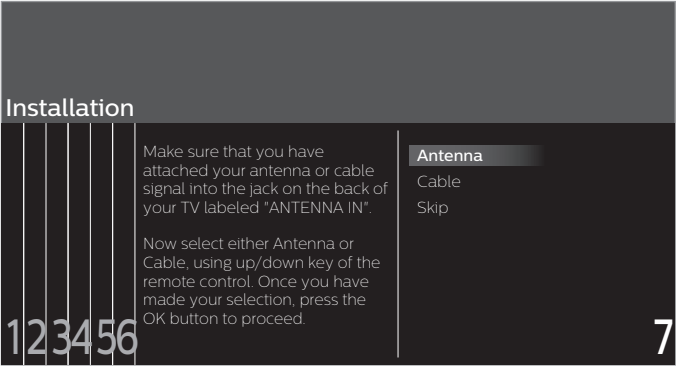 Installation
Make sure that you have
attached your antenna or cable
signal into the jack on the back of
your TV labeled "ANTENNA IN".
Now select either Antenna or
Cable, using up/down key of the
remote control. Once you have
made your selection, press the
OK button to proceed.
Antenna
Cable
Skip
123456
7